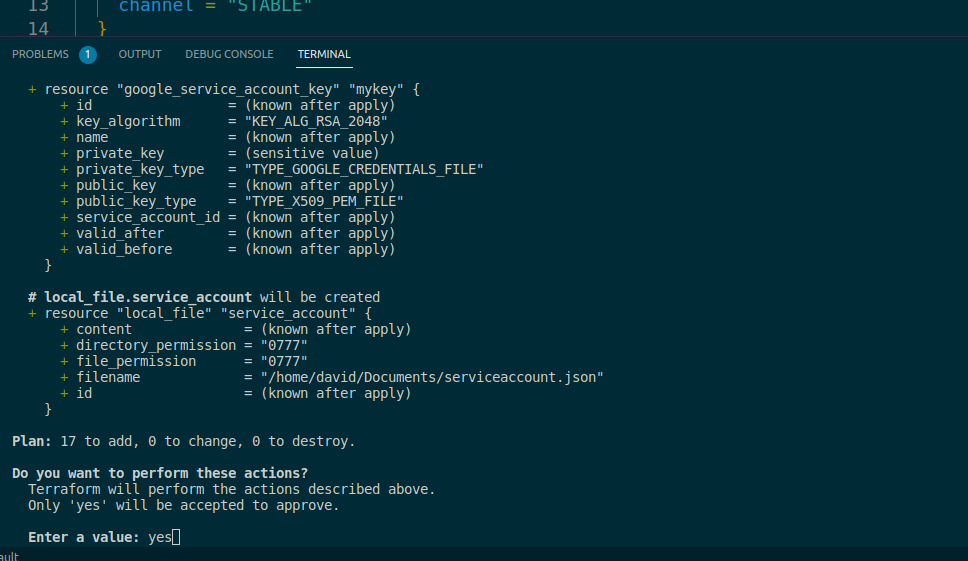 13 channel = "STABLE"
14 }
PROBLEMS 1 OUTPUT DEBUG CONSOLE TERMINAL
+ resource "google_service_account_key" "mykey" {
+ id = (known after apply)
+ key_algorithm = "KEY_ALG_RSA_2048"
+ name = (known after apply)
+ private_key = (sensitive value)
+ private_key_type = "TYPE_GOOGLE_CREDENTIALS_FILE"
+ public_key = (known after apply)
+ public_key_type = "TYPE_X509_PEM_FILE"
+ service_account_id = (known after apply)
+ valid_after = (known after apply)
+ valid_before = (known after apply)
}
# local_file.service_account will be created
+ resource "local_file" "service_account" {
+ content = (known after apply)
+ directory_permission = "0777"
+ file_permission = "0777"
+ filename = "/home/david/Documents/serviceaccount.json"
+ id = (known after apply)
}
Plan: 17 to add, 0 to change, 0 to destroy.
Do you want to perform these actions?
Terraform will perform the actions described above.
Only 'yes' will be accepted to approve.
Enter a value: yes
ault